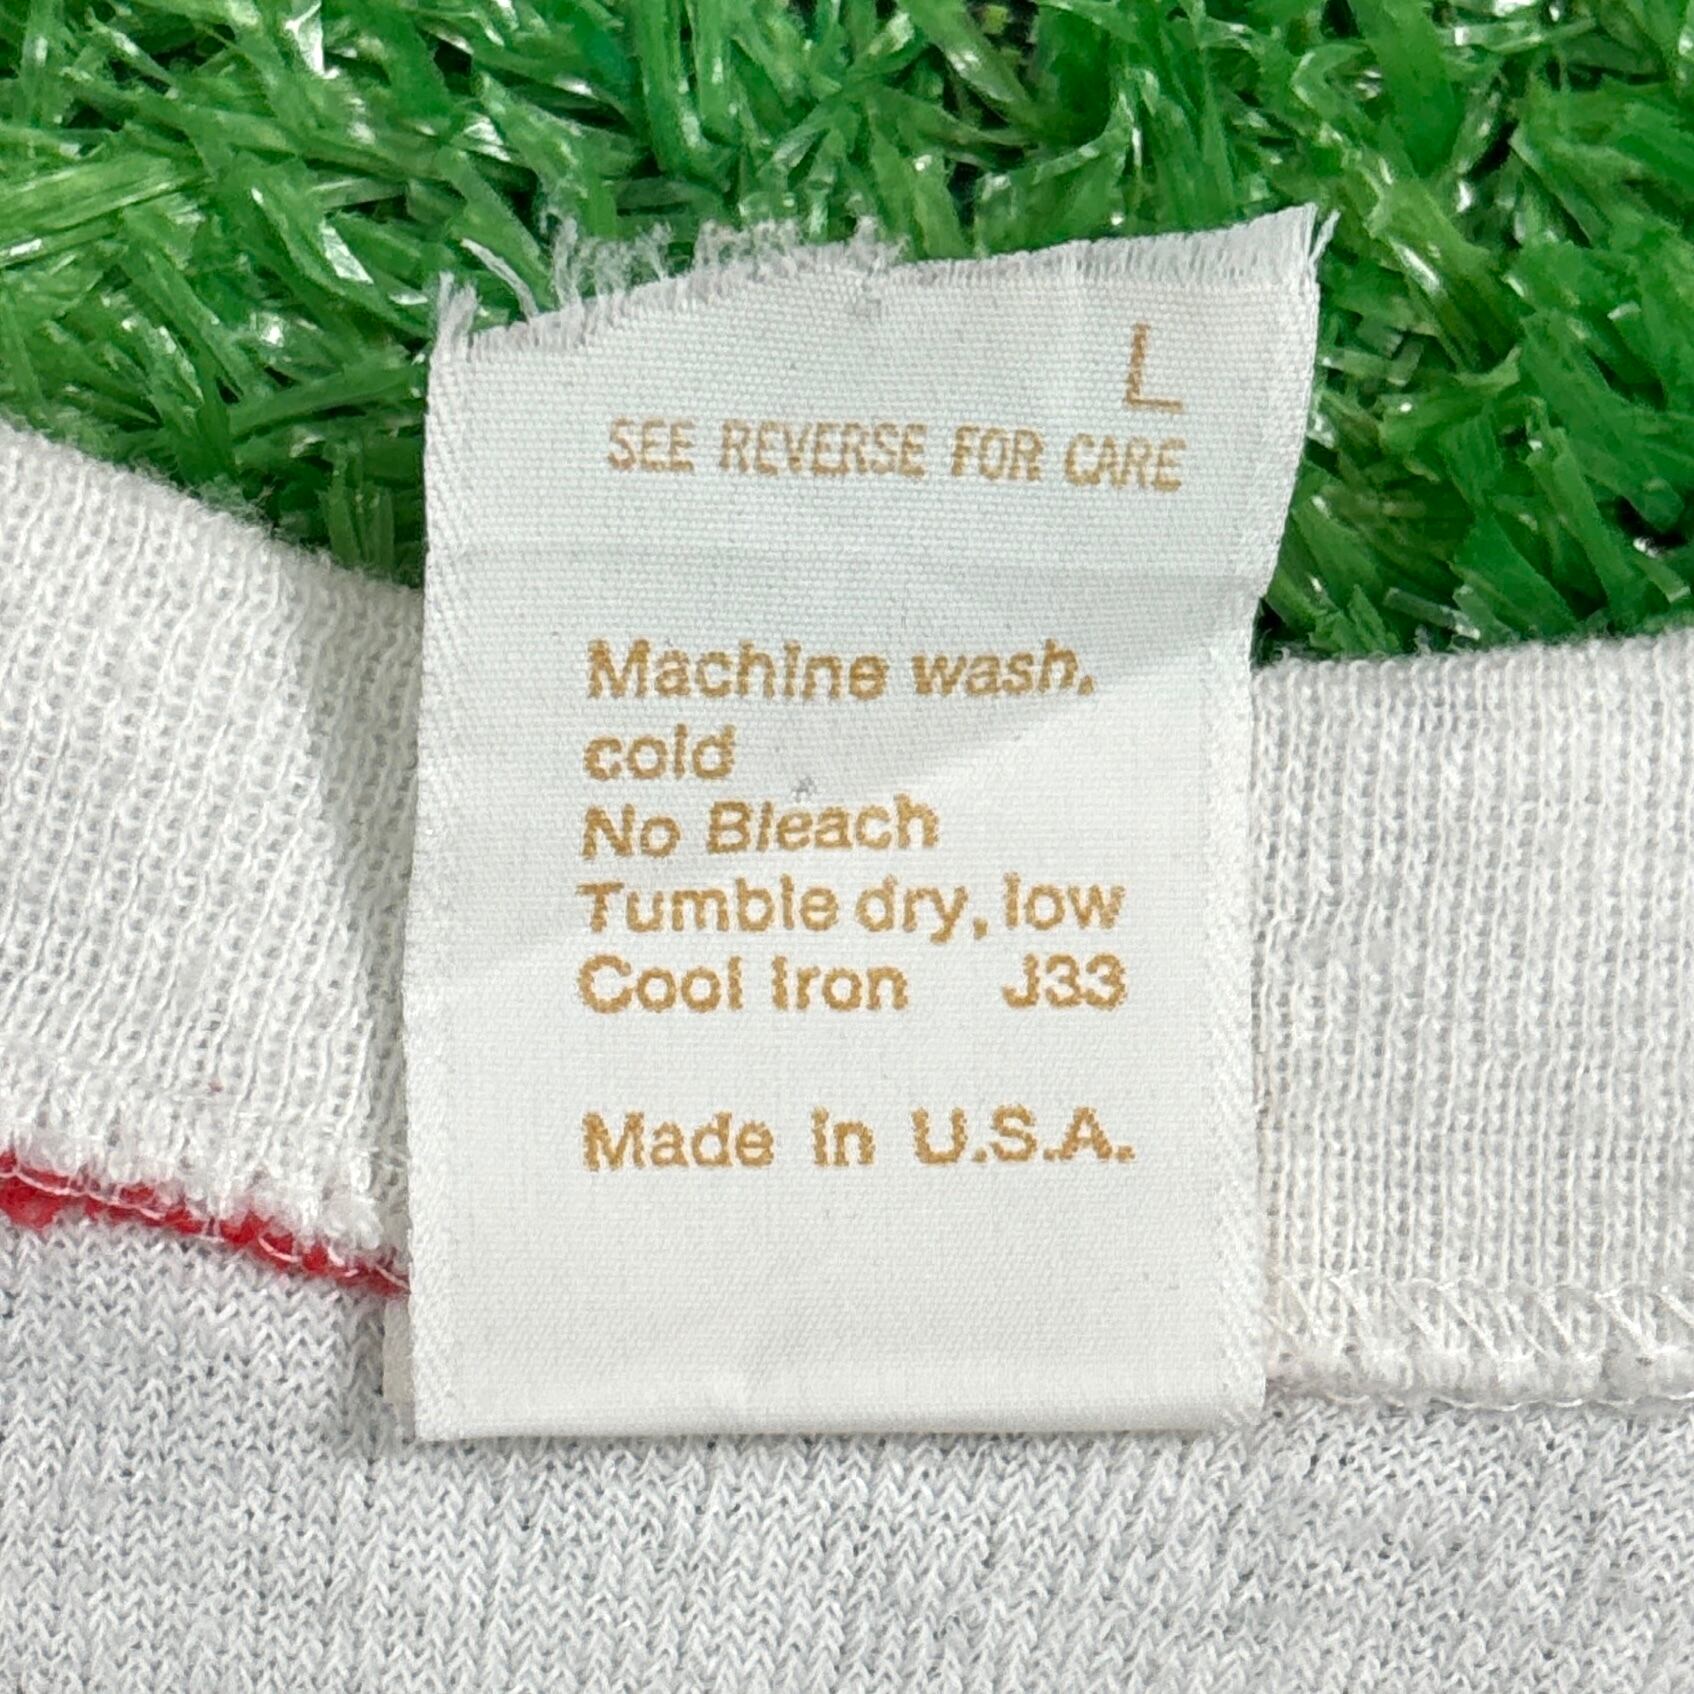 L
SEE REVERSE FOR CARE
Machine wash,
cold
No Bleach
Tumble dry, low
Cool Iron J33
Made in U.S.A.